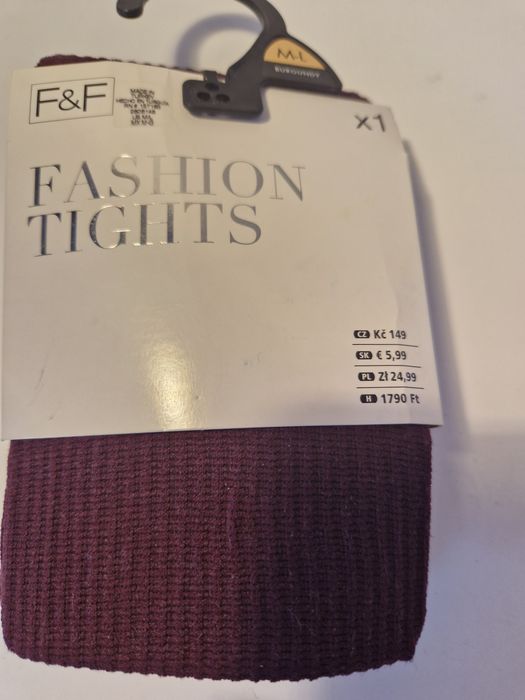 M-L
BURGUNDY
F&F
MADE IN
TURKEY
X1
FASHION
TIGHTS
CZ Kč 149
SK € 5,99
PL Zł 24,99
H 1790 Ft